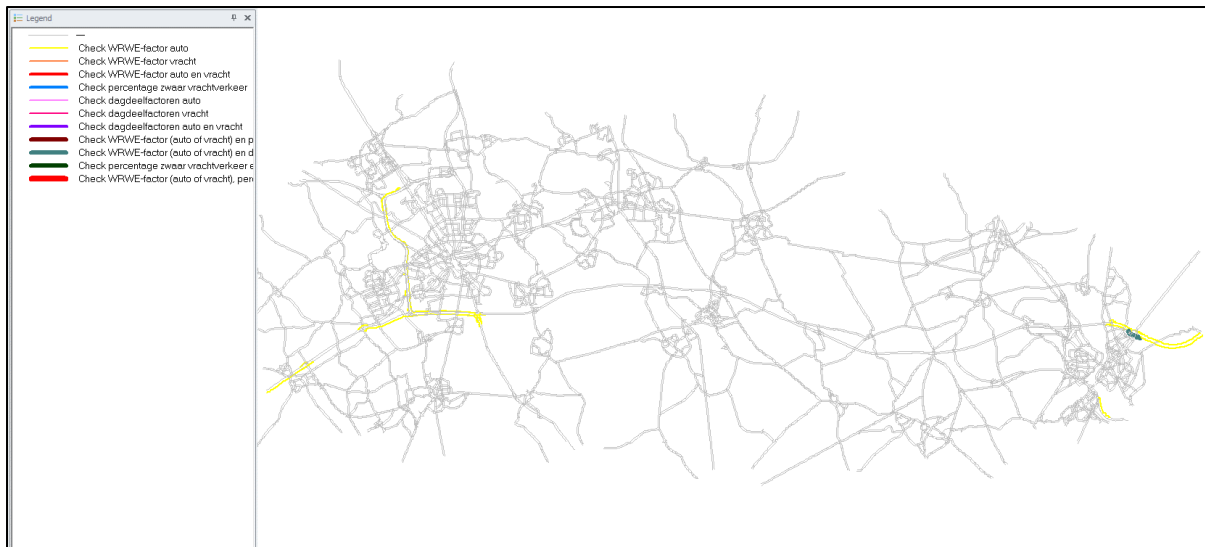 Legend
Check WRWE-factor auto
Check WRWE-factor vracht
Check WRWE-factor auto en vracht
Check percentage zwaar vrachtverkeer
Check dagdeelfactoren auto
Check dagdeelfactoren vracht
Check dagdeelfactoren auto en vracht
Check WRWE-factor (auto of vracht) en p
Check WRWE-factor (auto of vracht) en d
Check percentage zwaar vrachtverkeer e
Check WRWE-factor (auto of vracht), per